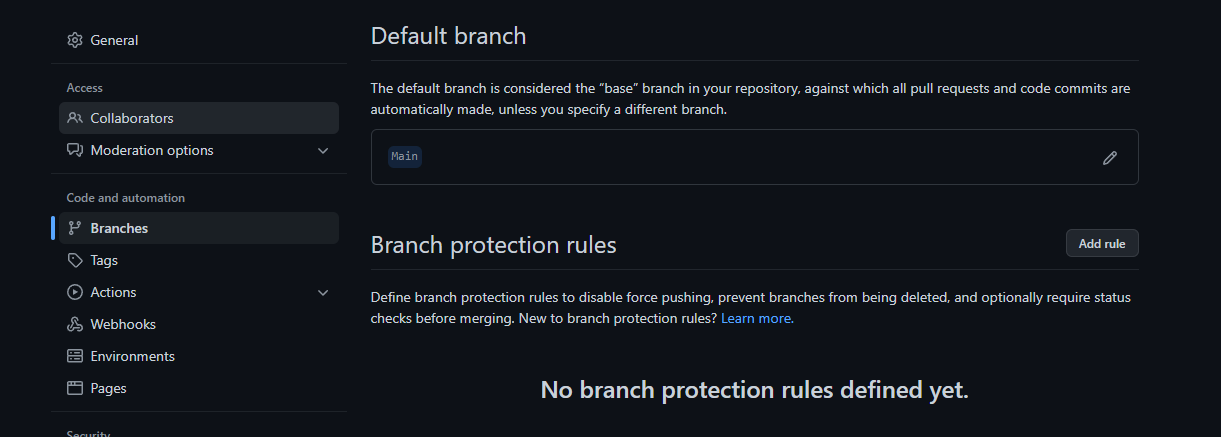 General
Access
Collaborators
Moderation options
Code and automation
Branches
Tags
Actions
Webhooks
Environments
Pages
Security
Default branch
The default branch is considered the “base” branch in your repository, against which all pull requests and code commits are
automatically made, unless you specify a different branch.
Main
Branch protection rules
Add rule
Define branch protection rules to disable force pushing, prevent branches from being deleted, and optionally require status
checks before merging. New to branch protection rules? Learn more.
No branch protection rules defined yet.